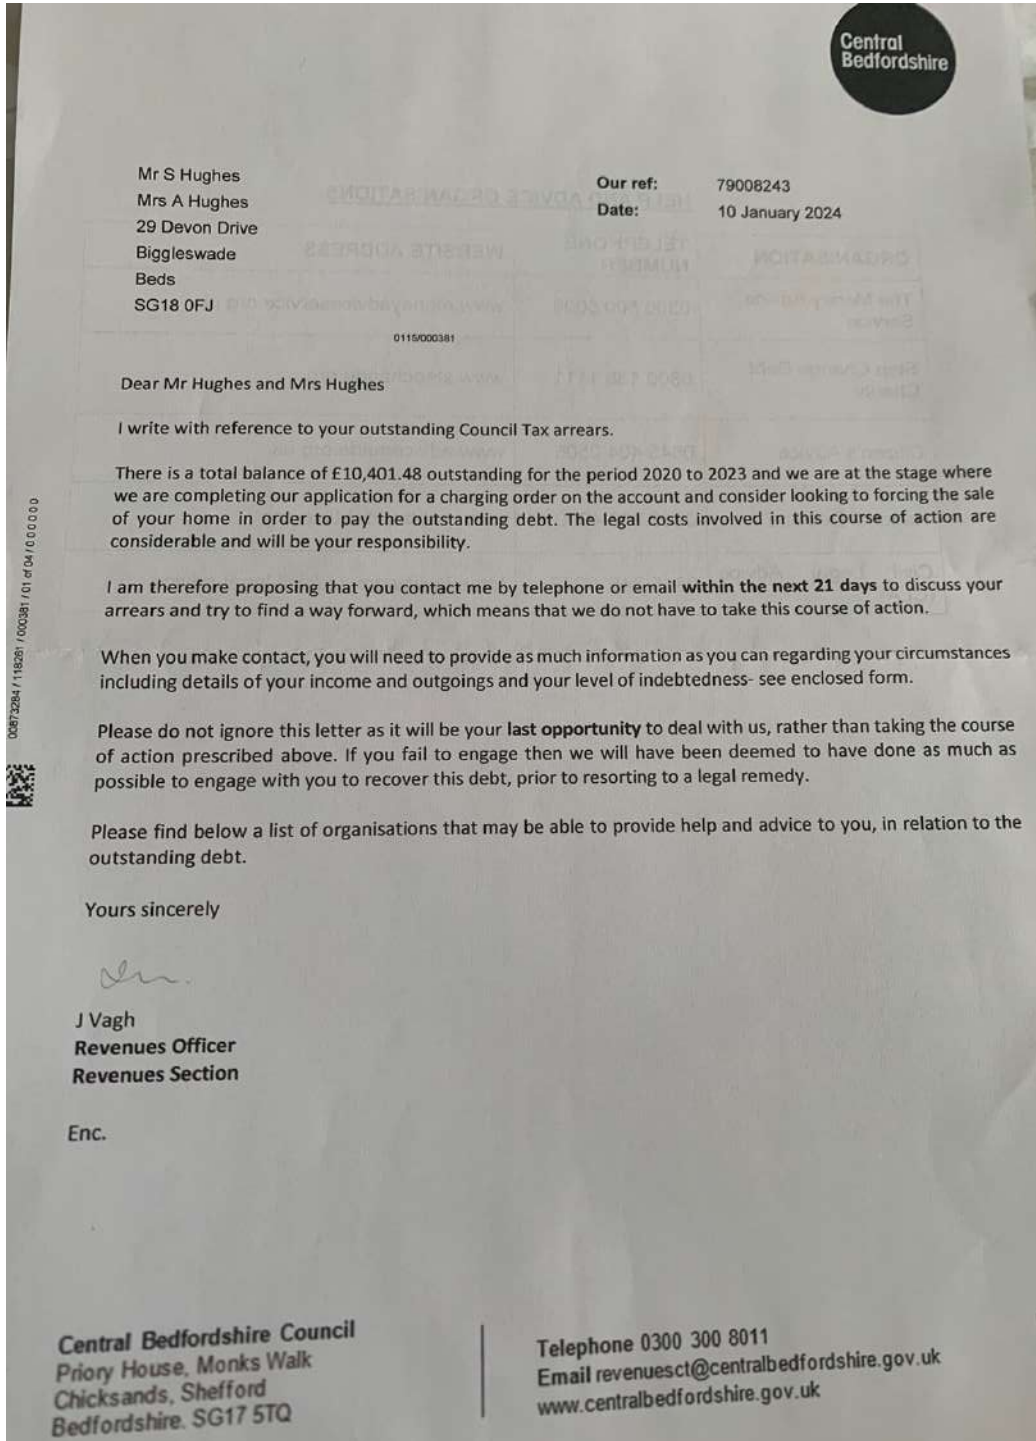 Central
Bedfordshire
Mr S Hughes
Mrs A Hughes
29 Devon Drive
Biggleswade
Beds
SG18 0FJ
Our ref: 79008243
Date: 10 January 2024
0115/000381
Dear Mr Hughes and Mrs Hughes
I write with reference to your outstanding Council Tax arrears.
There is a total balance of £10,401.48 outstanding for the period 2020 to 2023 and we are at the stage where
we are completing our application for a charging order on the account and consider looking to forcing the sale
of your home in order to pay the outstanding debt. The legal costs involved in this course of action are
considerable and will be your responsibility.
I am therefore proposing that you contact me by telephone or email within the next 21 days to discuss your
arrears and try to find a way forward, which means that we do not have to take this course of action.
When you make contact, you will need to provide as much information as you can regarding your circumstances
including details of your income and outgoings and your level of indebtedness- see enclosed form.
Please do not ignore this letter as it will be your last opportunity to deal with us, rather than taking the course
of action prescribed above. If you fail to engage then we will have been deemed to have done as much as
possible to engage with you to recover this debt, prior to resorting to a legal remedy.
Please find below a list of organisations that may be able to provide help and advice to you, in relation to the
outstanding debt.
Yours sincerely
J Vagh
Revenues Officer
Revenues Section
Enc.
00873284 / 118281 / 000381 / 01 of 04 / 0 0 0 0 0 0
Central Bedfordshire Council
Priory House, Monks Walk
Chicksands, Shefford
Bedfordshire. SG17 5TQ
Telephone 0300 300 8011
Email revenuesct@centralbedfordshire.gov.uk
www.centralbedfordshire.gov.uk